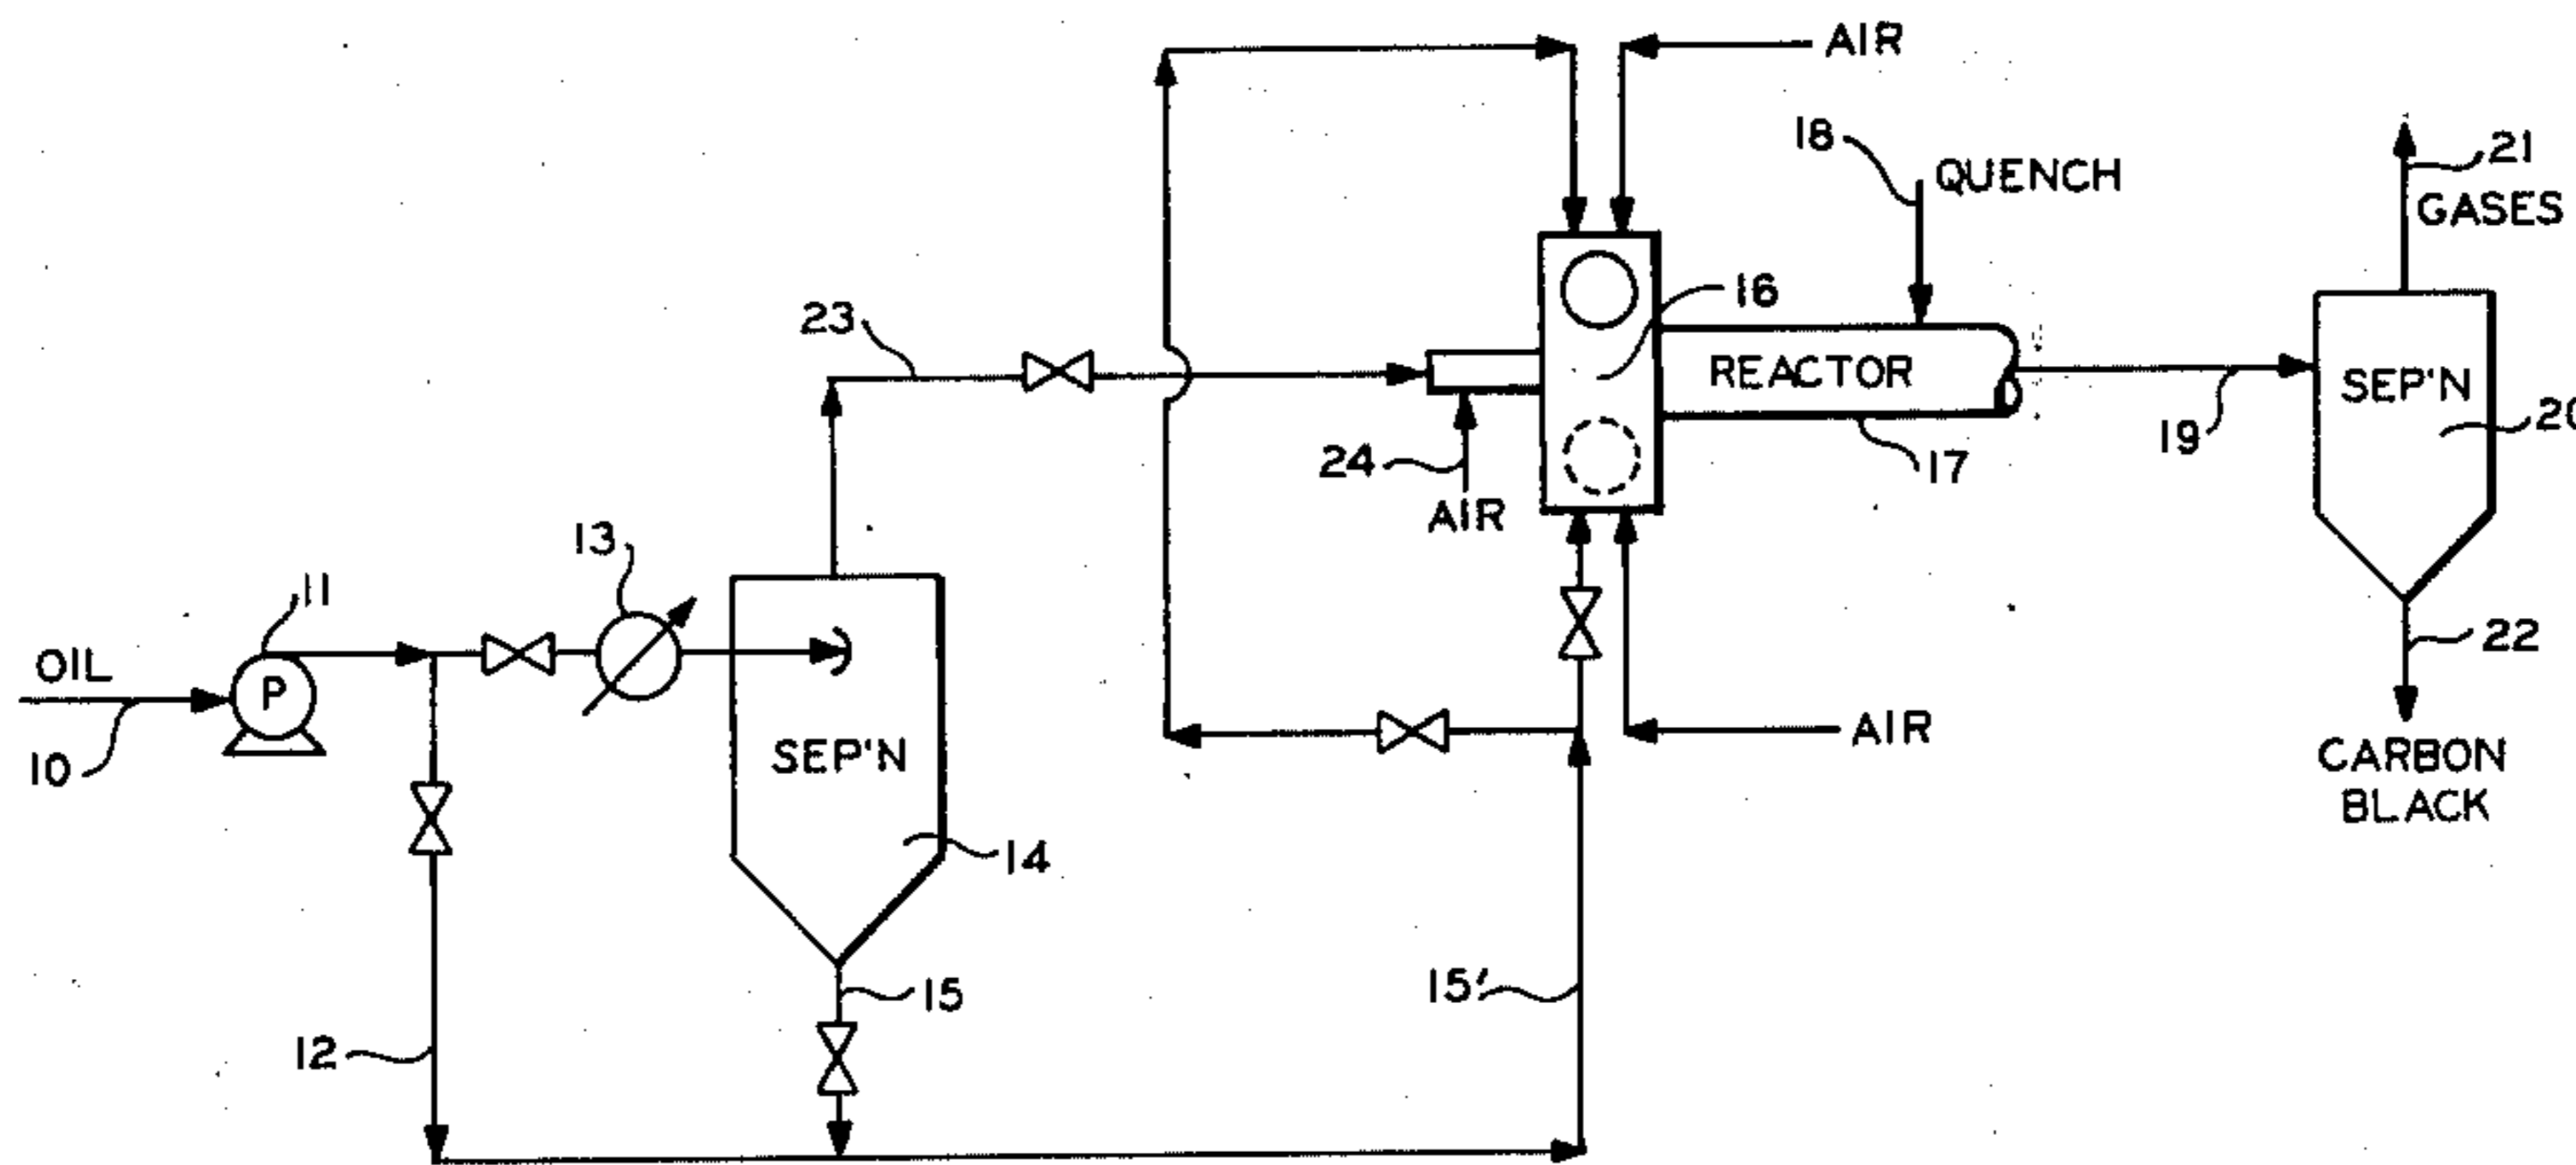 AIR
18
QUENCH
21
GASES
16
23
REACTOR
SEP'N
20
19
17
24
AIR
13
11
OIL
P
22
10
SEP'N
AIR
CARBON
BLACK
14
15
15'
12